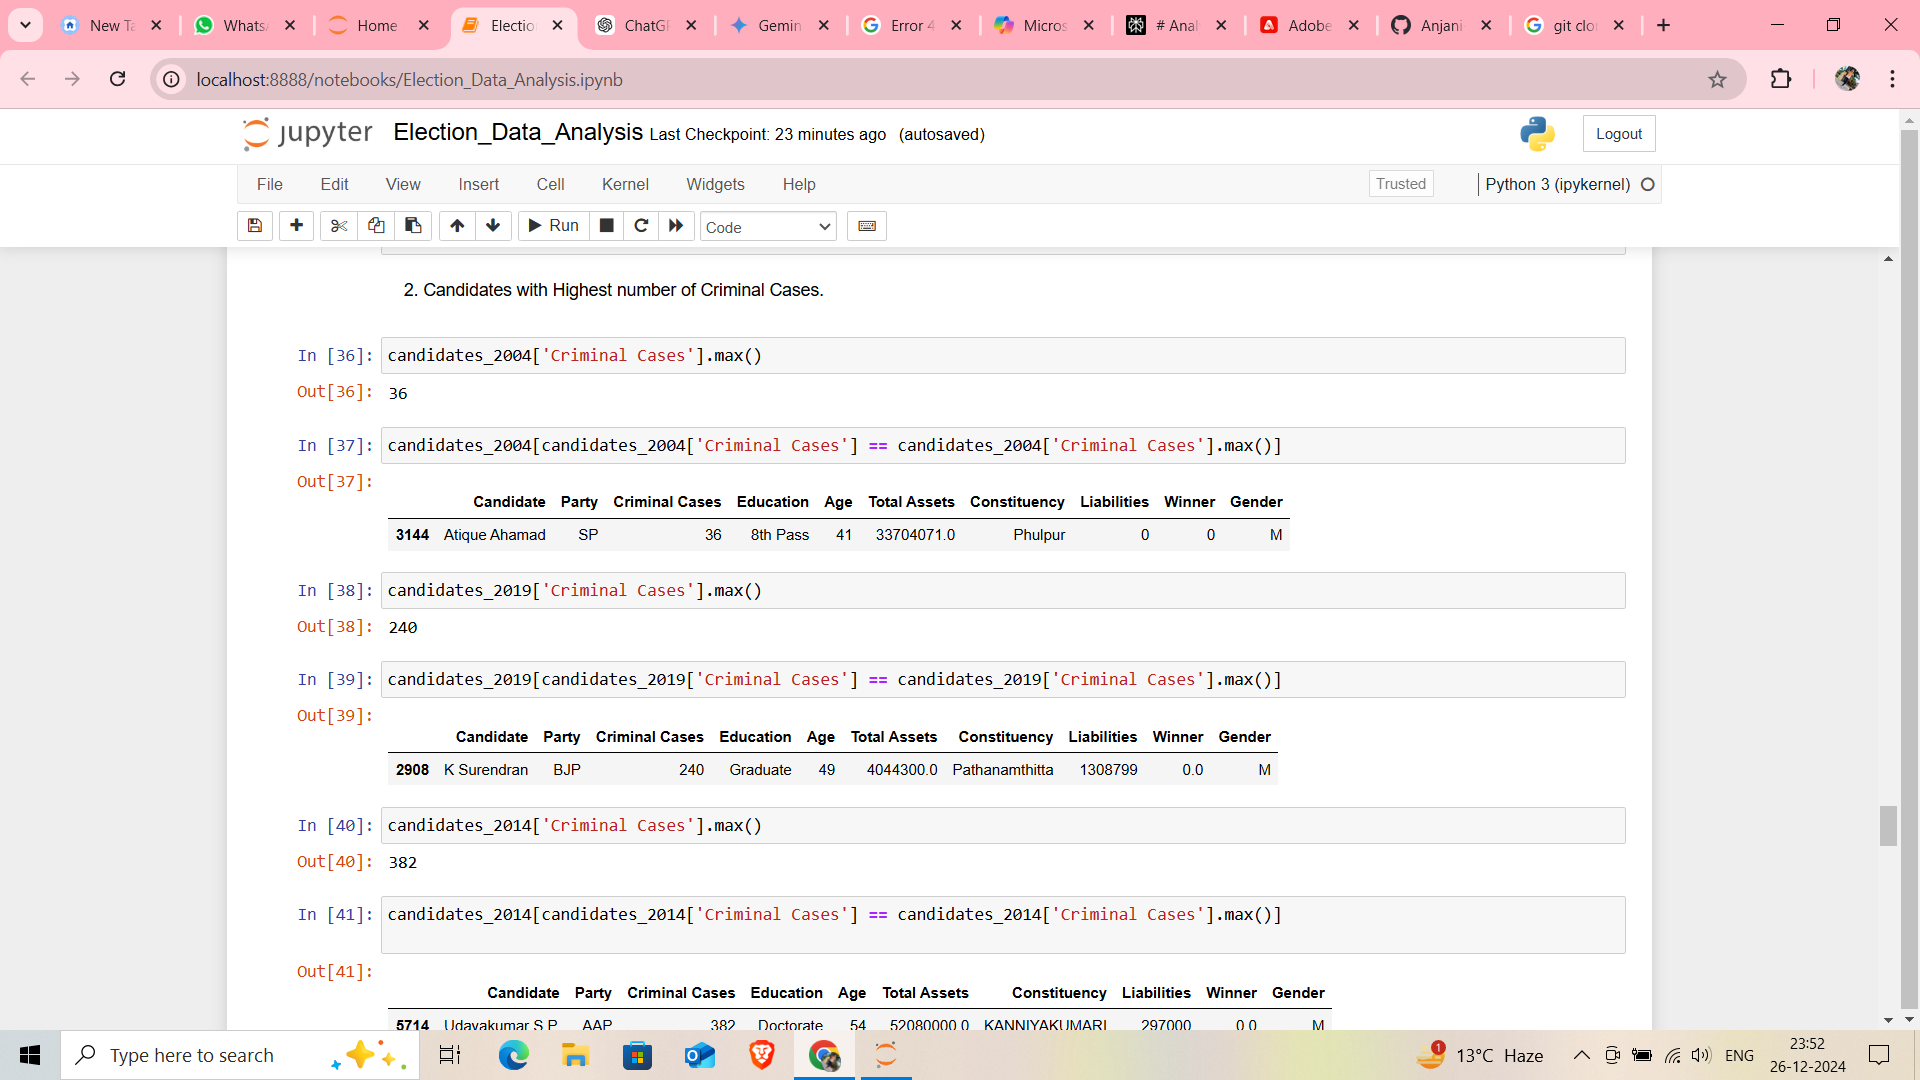 New Ta
WhatsA
Home
Electio
ChatGP
Gemin
Error 4
Micros
# Anal
Adobe
Anjani
git clo
localhost:8888/notebooks/Election_Data_Analysis.ipynb
jupyter Election_Data_Analysis Last Checkpoint: 23 minutes ago (autosaved)
Logout
File Edit View Insert Cell Kernel Widgets Help
Trusted
Python 3 (ipykernel)
Run
Code
2. Candidates with Highest number of Criminal Cases.
In [36]: candidates_2004['Criminal Cases'].max()
Out[36]: 36
In [37]: candidates_2004[candidates_2004['Criminal Cases'] == candidates_2004['Criminal Cases'].max()]
Out[37]:
Candidate Party Criminal Cases Education Age Total Assets Constituency Liabilities Winner Gender
3144 Atique Ahamad SP 36 8th Pass 41 33704071.0 Phulpur 0 0 M
In [38]: candidates_2019['Criminal Cases'].max()
Out[38]: 240
In [39]: candidates_2019[candidates_2019['Criminal Cases'] == candidates_2019['Criminal Cases'].max()]
Out[39]:
Candidate Party Criminal Cases Education Age Total Assets Constituency Liabilities Winner Gender
2908 K Surendran BJP 240 Graduate 49 4044300.0 Pathanamthitta 1308799 0.0 M
In [40]: candidates_2014['Criminal Cases'].max()
Out[40]: 382
In [41]: candidates_2014[candidates_2014['Criminal Cases'] == candidates_2014['Criminal Cases'].max()]
Out[41]:
Candidate Party Criminal Cases Education Age Total Assets Constituency Liabilities Winner Gender
5714 Udayakumar S P AAP 382 Doctorate 54 52080000.0 KANNIYAKUMARI 297000 0.0 M
Type here to search
1
13°C Haze
ENG
23:52
26-12-2024